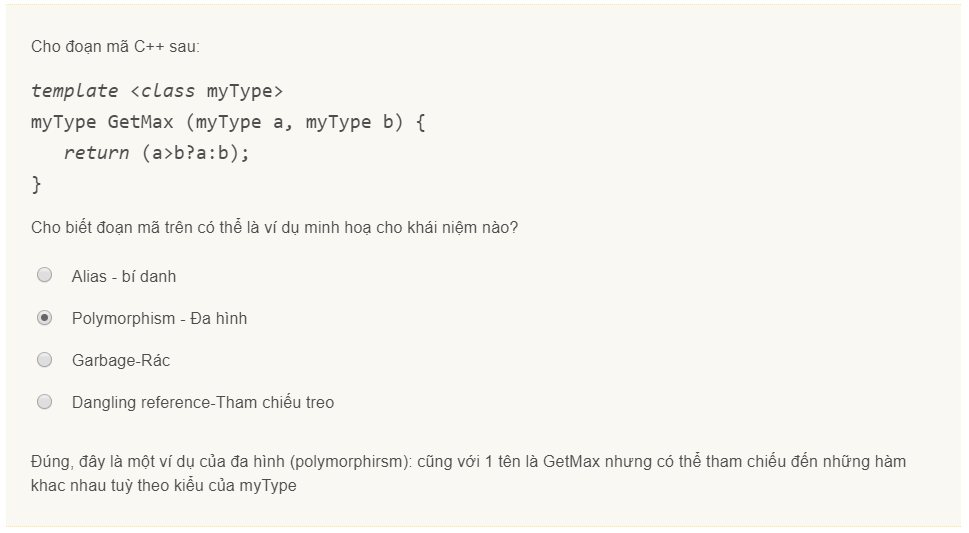 Cho đoạn mã C++ sau:
template <class myType>
myType GetMax (myType a, myType b) {
return (a>b?a:b);
}
Cho biết đoạn mã trên có thể là ví dụ minh hoạ cho khái niệm nào?
Alias - bí danh
Polymorphism - Đa hình
Garbage-Rác
Dangling reference-Tham chiếu treo
Đúng, đây là một ví dụ của đa hình (polymorphirsm): cũng với 1 tên là GetMax nhưng có thể tham chiếu đến những hàm
khac nhau tuỳ theo kiểu của myType